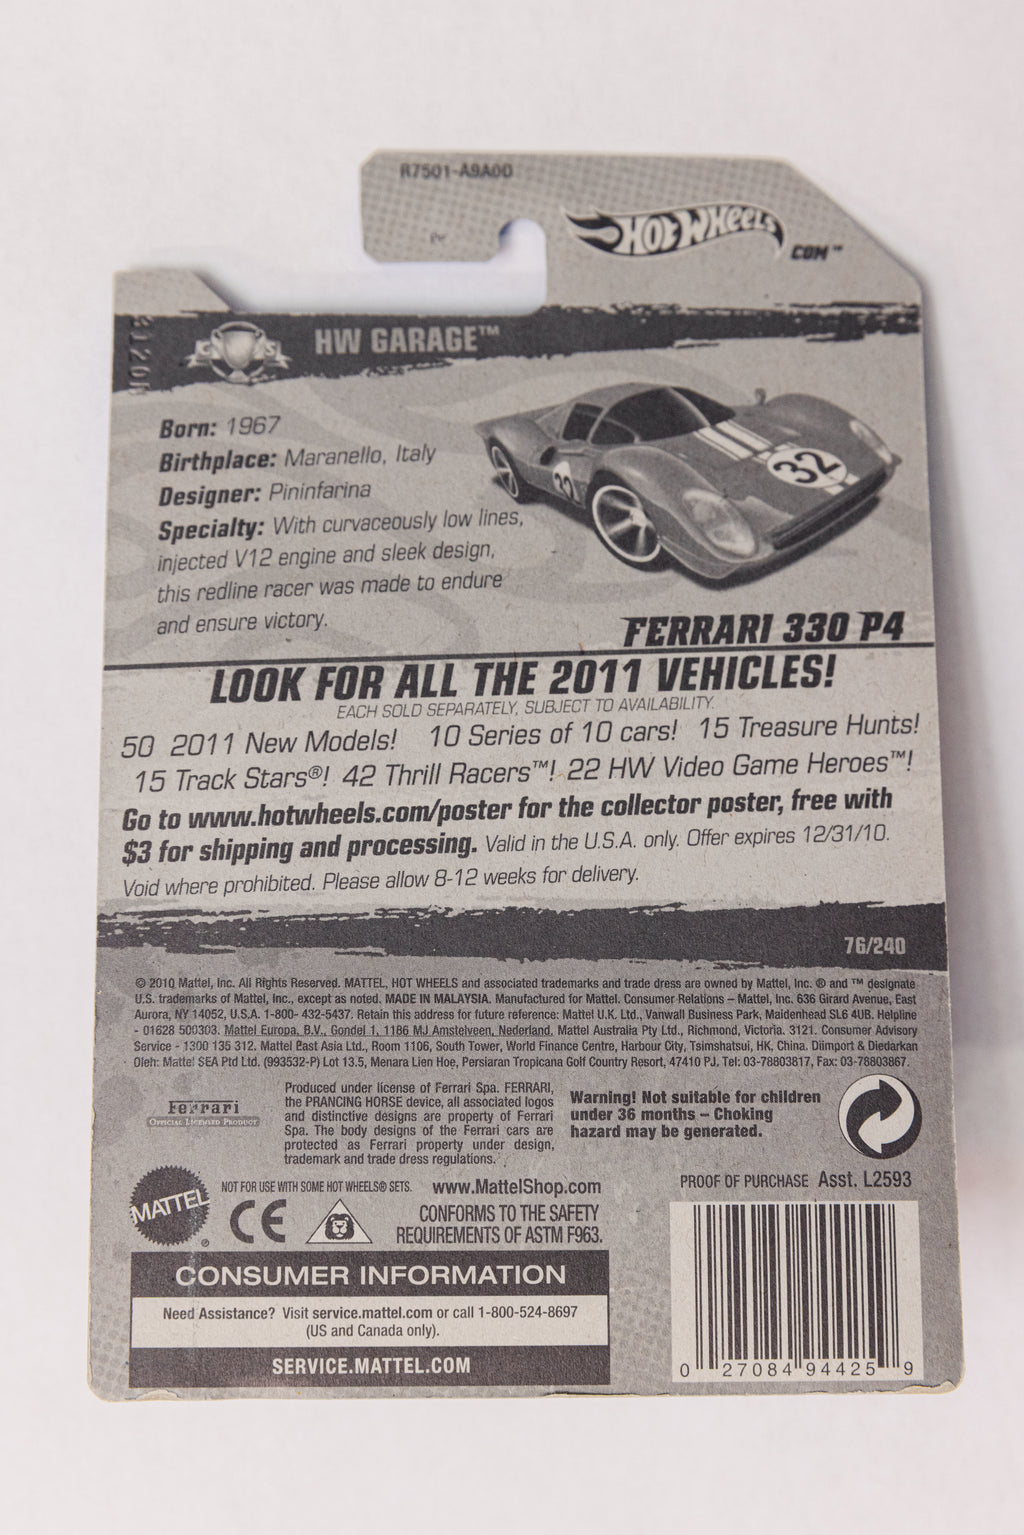 R7501-A9A00
HOT WHEELS
.COM™
HW GARAGE™
Born: 1967
Birthplace: Maranello, Italy
Designer: Pininfarina
Specialty: With curvaceously low lines,
injected V12 engine and sleek design,
this redline racer was made to endure
and ensure victory.
32
32
FERRARI 330 P4
LOOK FOR ALL THE 2011 VEHICLES!
EACH SOLD SEPARATELY, SUBJECT TO AVAILABILITY.
50 2011 New Models! 10 Series of 10 cars! 15 Treasure Hunts!
15 Track Stars®! 42 Thrill Racers™! 22 HW Video Game Heroes™!
Go to www.hotwheels.com/poster for the collector poster, free with
$3 for shipping and processing. Valid in the U.S.A. only. Offer expires 12/31/10.
Void where prohibited. Please allow 8-12 weeks for delivery.
76/240
© 2010 Mattel, Inc. All Rights Reserved. MATTEL, HOT WHEELS and associated trademarks and trade dress are owned by Mattel, Inc. ® and ™ designate
U.S. trademarks of Mattel, Inc., except as noted. MADE IN MALAYSIA. Manufactured for Mattel. Consumer Relations – Mattel, Inc. 636 Girard Avenue, East
Aurora, NY 14052, U.S.A. 1-800- 432-5437. Retain this address for future reference: Mattel U.K. Ltd., Vanwall Business Park, Maidenhead SL6 4UB. Helpline
- 01628 500303. Mattel Europa, B.V., Gondel 1, 1186 MJ Amstelveen, Nederland. Mattel Australia Pty Ltd., Richmond, Victoria. 3121. Consumer Advisory
Service - 1300 135 312. Mattel East Asia Ltd., Room 1106, South Tower, World Finance Centre, Harbour City, Tsimshatsui, HK, China. Diimport & Diedarkan
Oleh: Mattel SEA Ptd Ltd. (993532-P) Lot 13.5, Menara Lien Hoe, Persiaran Tropicana Golf Country Resort, 47410 PJ. Tel: 03-78803817, Fax: 03-78803867.
Ferrari
OFFICIAL LICENSED PRODUCT
Produced under license of Ferrari Spa. FERRARI,
the PRANCING HORSE device, all associated logos
and distinctive designs are property of Ferrari
Spa. The body designs of the Ferrari cars are
protected as Ferrari property under design,
trademark and trade dress regulations.
Warning! Not suitable for children
under 36 months – Choking
hazard may be generated.
MATTEL®
NOT FOR USE WITH SOME HOT WHEELS® SETS. www.MattelShop.com
CE
CONFORMS TO THE SAFETY
REQUIREMENTS OF ASTM F963.
PROOF OF PURCHASE Asst. L2593
CONSUMER INFORMATION
Need Assistance? Visit service.mattel.com or call 1-800-524-8697
(US and Canada only).
SERVICE.MATTEL.COM
0 27084 94425 9